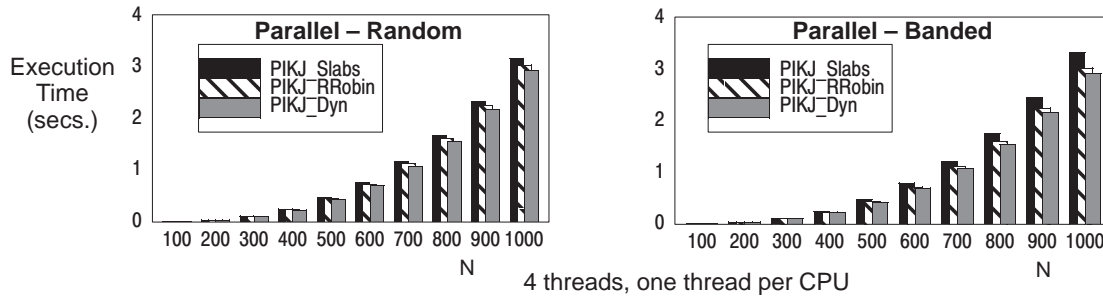 Parallel – Random
Execution
Time
(secs.)
4
3
2
1
0
PIKJ_Slabs
PIKJ_RRobin
PIKJ_Dyn
100 200 300 400 500 600 700 800 900 1000
N
Parallel – Banded
4
3
2
1
0
PIKJ_Slabs
PIKJ_RRobin
PIKJ_Dyn
100 200 300 400 500 600 700 800 900 1000
N
4 threads, one thread per CPU